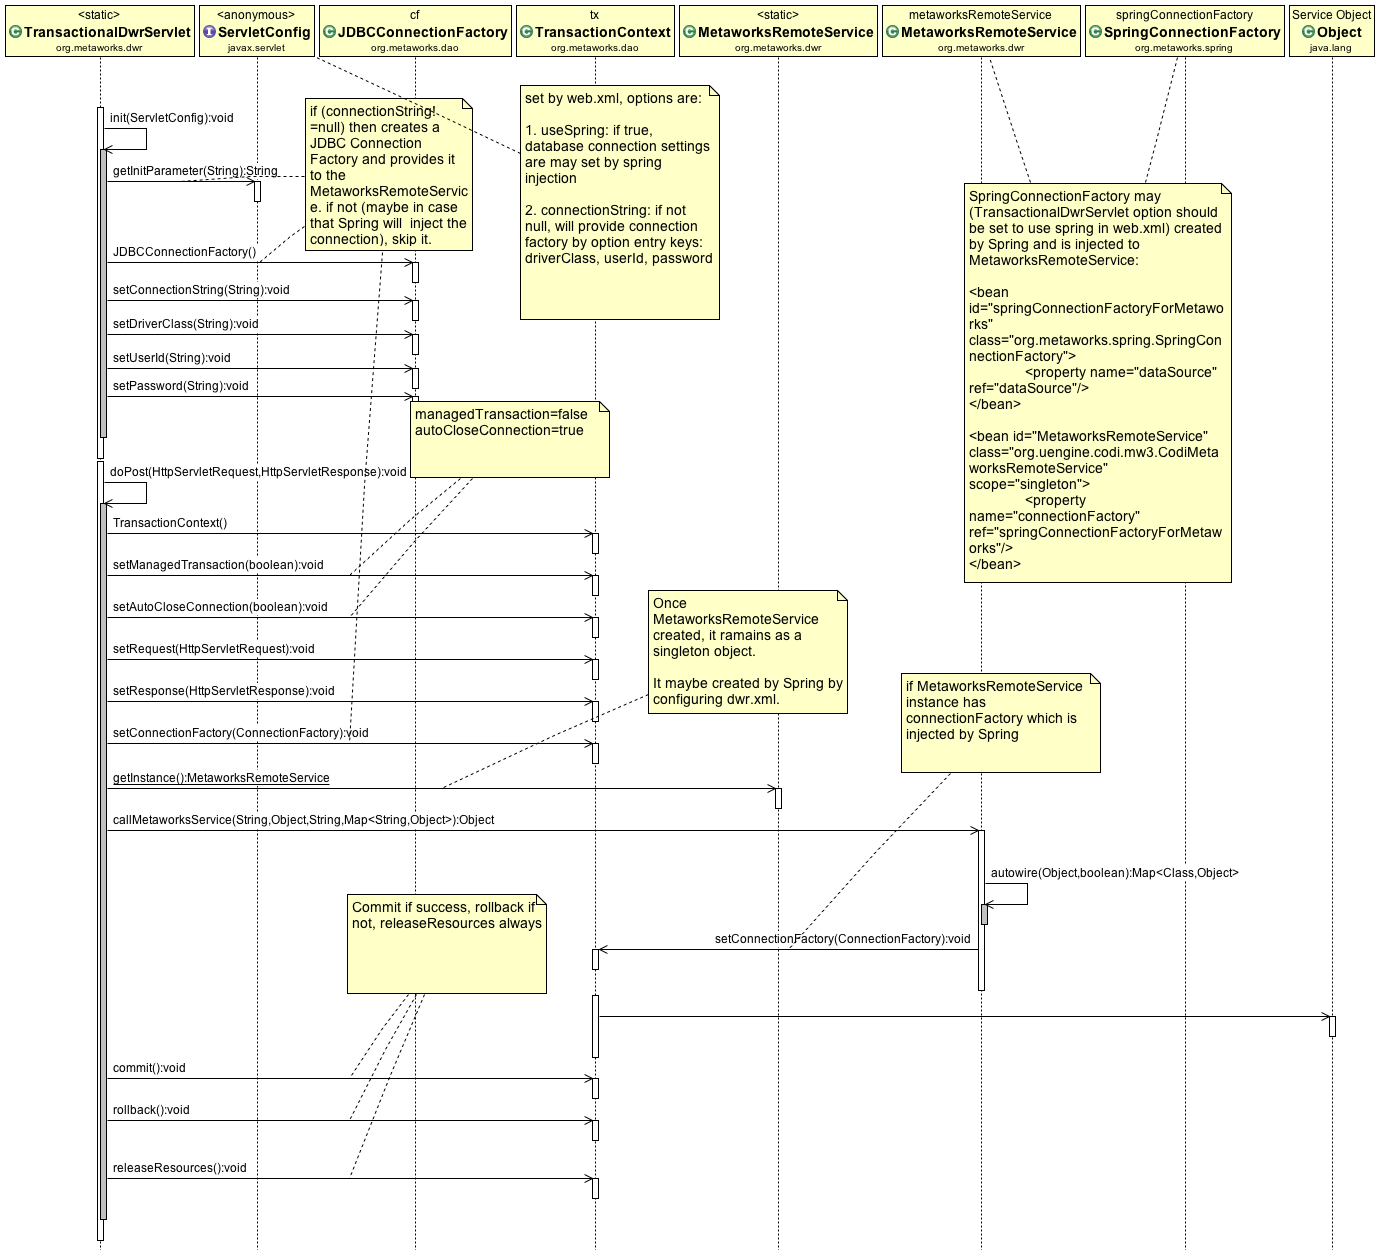 <static>
TransactionalDwrServlet
org.metaworks.dwr
<anonymous>
ServletConfig
javax.servlet
cf
JDBCConnectionFactory
org.metaworks.dao
tx
TransactionContext
org.metaworks.dao
<static>
MetaworksRemoteService
org.metaworks.dwr
metaworksRemoteService
MetaworksRemoteService
org.metaworks.dwr
springConnectionFactory
SpringConnectionFactory
org.metaworks.spring
Service Object
Object
java.lang
init(ServletConfig):void
getInitParameter(String):String
if (connectionString!
=null) then creates a
JDBC Connection
Factory and provides it
to the
MetaworksRemoteServic
e. if not (maybe in case
that Spring will  inject the
connection), skip it.
set by web.xml, options are:
1. useSpring: if true,
database connection settings
are may set by spring
injection
2. connectionString: if not
null, will provide connection
factory by option entry keys:
driverClass, userId, password
SpringConnectionFactory may
(TransactionalDwrServlet option should
be set to use spring in web.xml) created
by Spring and is injected to
MetaworksRemoteService:
<bean
id="springConnectionFactoryForMetawo
rks"
class="org.metaworks.spring.SpringCon
nectionFactory">
<property name="dataSource"
ref="dataSource"/>
</bean>
<bean id="MetaworksRemoteService"
class="org.uengine.codi.mw3.CodiMeta
worksRemoteService"
scope="singleton">
<property
name="connectionFactory"
ref="springConnectionFactoryForMetaw
orks"/>
</bean>
JDBCConnectionFactory()
setConnectionString(String):void
setDriverClass(String):void
setUserId(String):void
setPassword(String):void
managedTransaction=false
autoCloseConnection=true
doPost(HttpServletRequest,HttpServletResponse):void
TransactionContext()
setManagedTransaction(boolean):void
setAutoCloseConnection(boolean):void
setRequest(HttpServletRequest):void
setResponse(HttpServletResponse):void
setConnectionFactory(ConnectionFactory):void
Once
MetaworksRemoteService
created, it ramains as a
singleton object.
It maybe created by Spring by
configuring dwr.xml.
if MetaworksRemoteService
instance has
connectionFactory which is
injected by Spring
getInstance():MetaworksRemoteService
callMetaworksService(String,Object,String,Map<String,Object>):Object
autowire(Object,boolean):Map<Class,Object>
Commit if success, rollback if
not, releaseResources always
setConnectionFactory(ConnectionFactory):void
commit():void
rollback():void
releaseResources():void